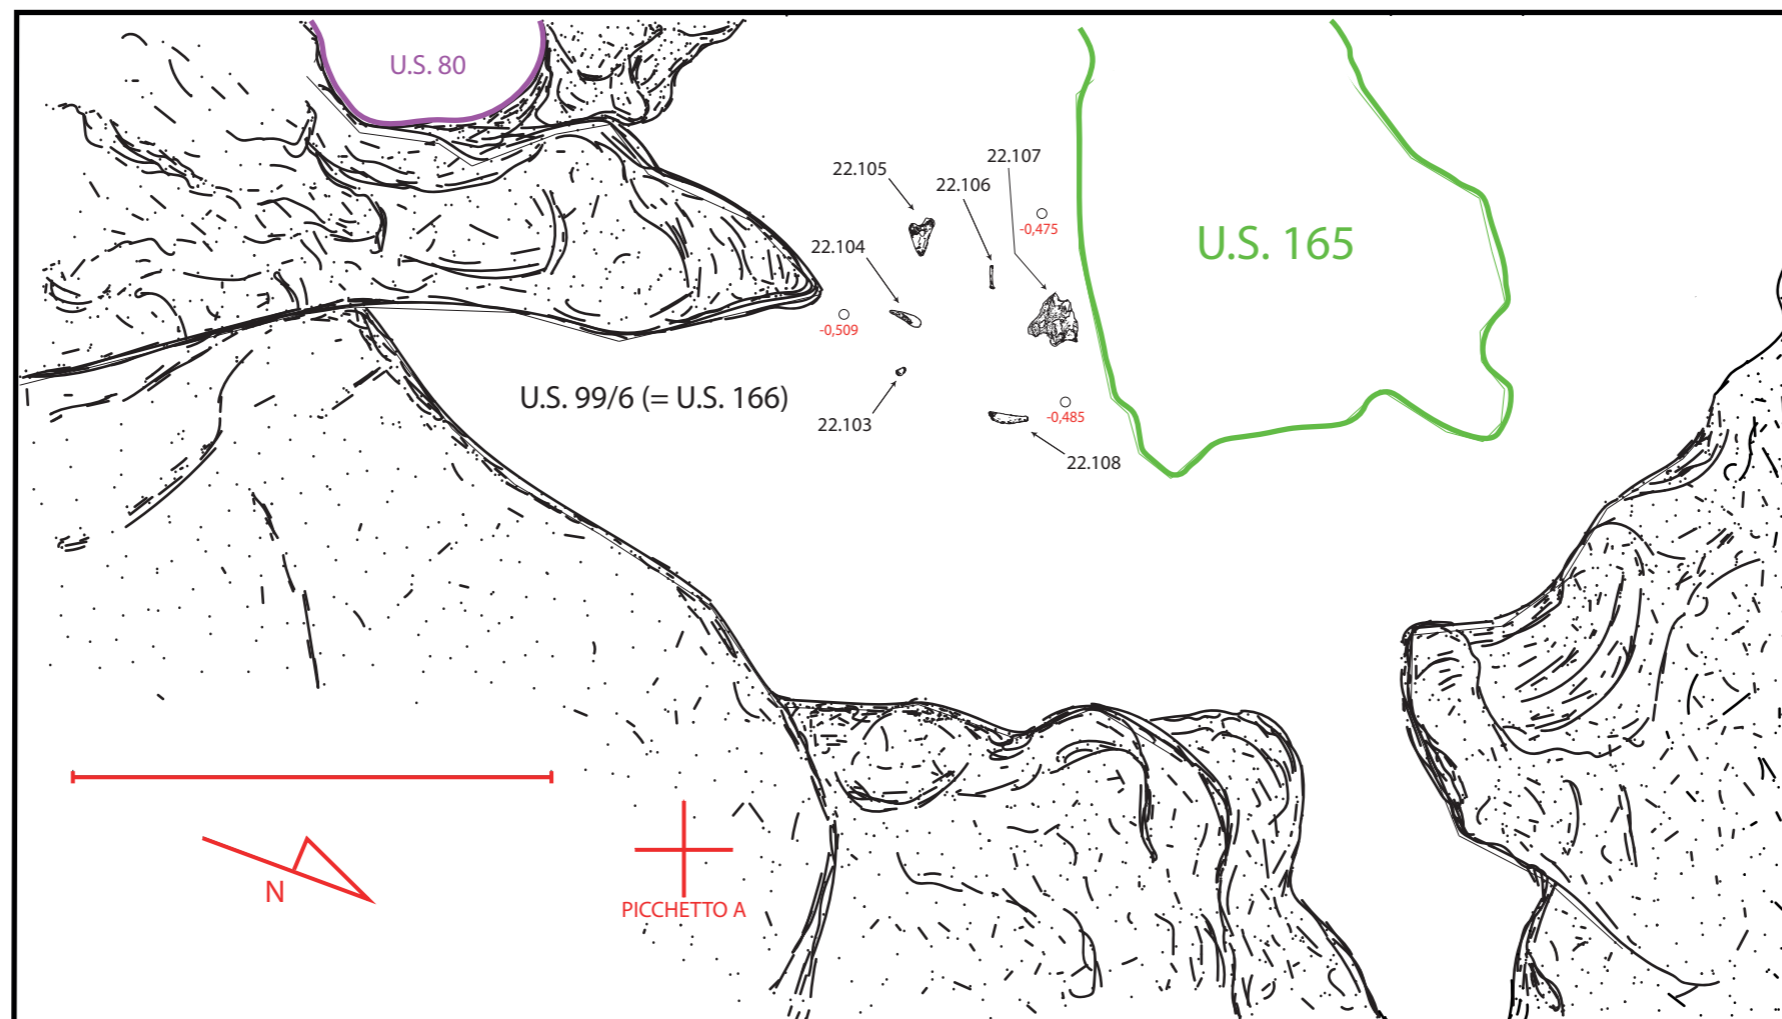 U.S. 80
22.107
22.105
22.106
-0,475
22.104
U.S. 165
-0,509
U.S. 99/6 (= U.S. 166)
22.103
-0,485
22.108
N
PICCHETTO A